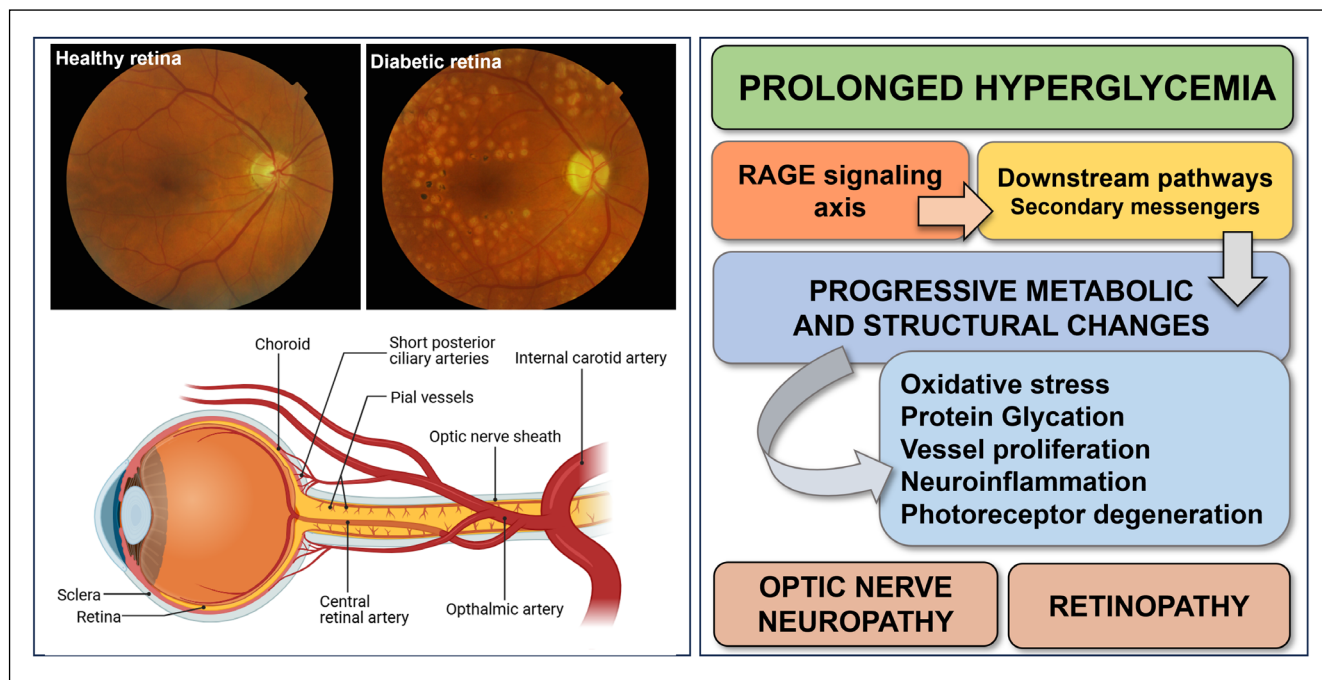 Healthy retina
Diabetic retina
Choroid
Short posterior
ciliary arteries
Internal carotid artery
Pial vessels
Optic nerve sheath
Sclera
Retina
Central
retinal artery
Opthalmic artery
PROLONGED HYPERGLYCEMIA
RAGE signaling
axis
Downstream pathways
Secondary messengers
PROGRESSIVE METABOLIC
AND STRUCTURAL CHANGES
Oxidative stress
Protein Glycation
Vessel proliferation
Neuroinflammation
Photoreceptor degeneration
OPTIC NERVE
NEUROPATHY
RETINOPATHY